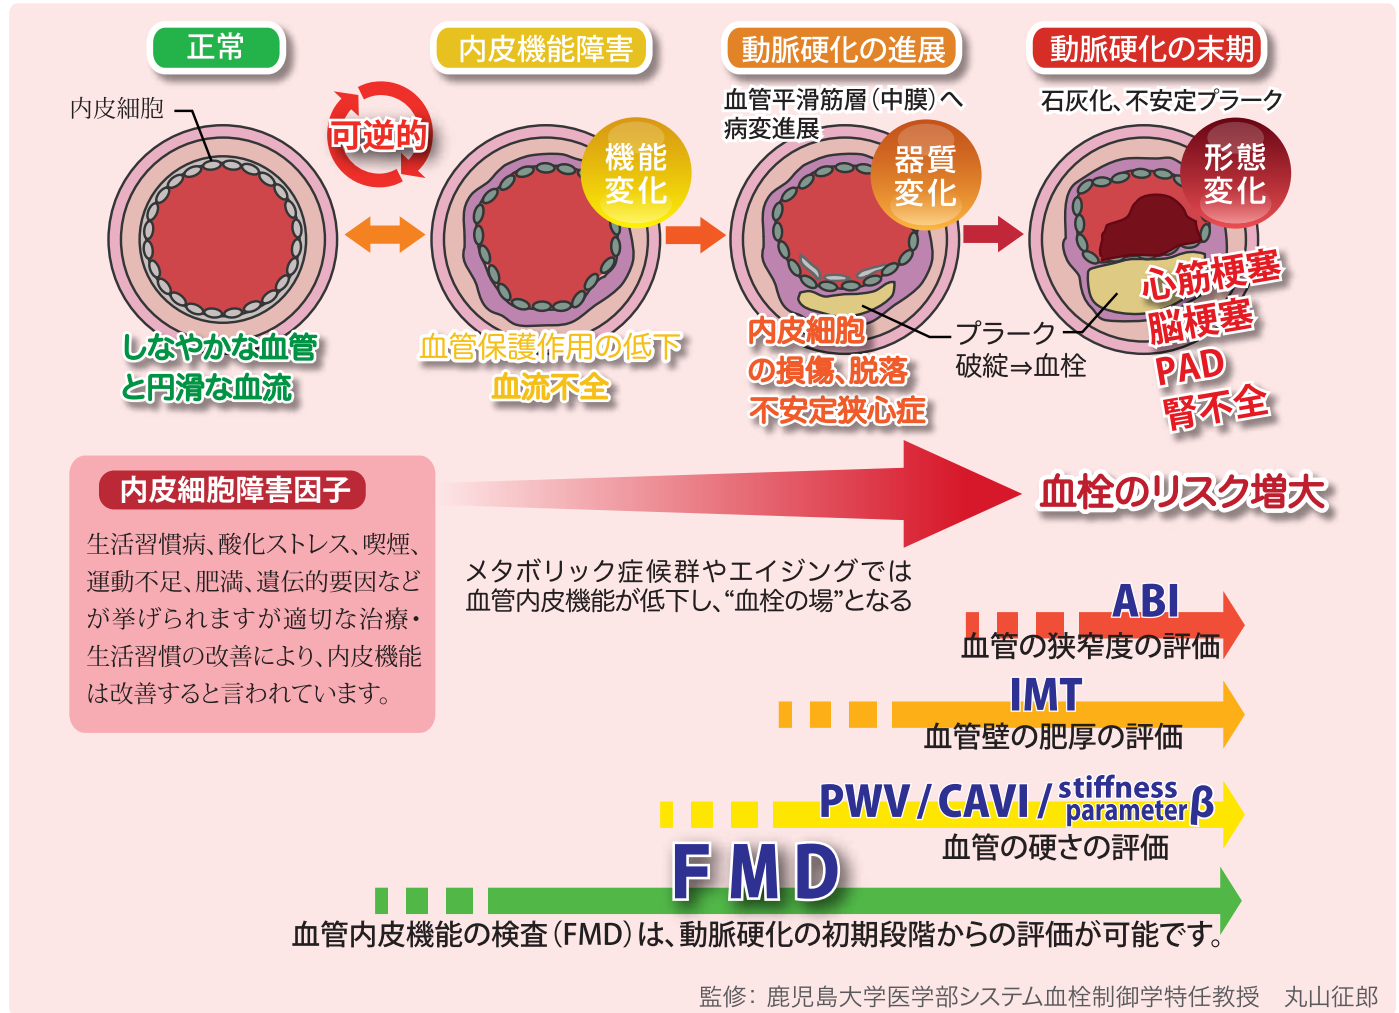 正常
内皮機能障害
動脈硬化の進展
動脈硬化の末期
内皮細胞
可逆的
血管平滑筋層（中膜）へ
病変進展
石灰化、不安定プラーク
機能
変化
器質
変化
形態
変化
しなやかな血管
と円滑な血流
血管保護作用の低下
血流不全
内皮細胞
の損傷、脱落
不安定狭心症
プラーク
破綻⇒血栓
心筋梗塞
脳梗塞
PAD
腎不全
内皮細胞障害因子
生活習慣病、酸化ストレス、喫煙、
運動不足、肥満、遺伝的要因など
が挙げられますが適切な治療・
生活習慣の改善により、内皮機能
は改善すると言われています。
血栓のリスク増大
メタボリック症候群やエイジングでは
血管内皮機能が低下し、“血栓の場”となる
ABI
血管の狭窄度の評価
IMT
血管壁の肥厚の評価
PWV / CAVI / stiffness parameter β
血管の硬さの評価
FMD
血管内皮機能の検査（FMD）は、動脈硬化の初期段階からの評価が可能です。
監修：鹿児島大学医学部システム血栓制御学特任教授　丸山征郎